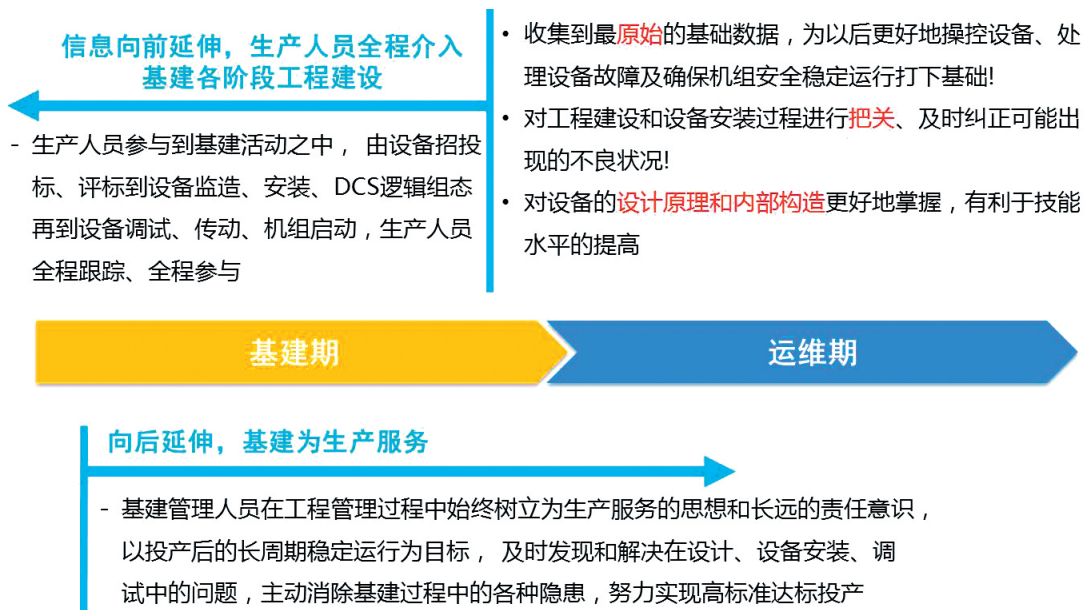 信息向前延伸，生产人员全程介入
基建各阶段工程建设
- 生产人员参与到基建活动之中， 由设备招投
标、评标到设备监造、安装、DCS逻辑组态
再到设备调试、传动、机组启动，生产人员
全程跟踪、全程参与
• 收集到最原始的基础数据，为以后更好地操控设备、处
理设备故障及确保机组安全稳定运行打下基础!
• 对工程建设和设备安装过程进行把关、及时纠正可能出
现的不良状况!
• 对设备的设计原理和内部构造更好地掌握，有利于技能
水平的提高
基建期
运维期
向后延伸，基建为生产服务
- 基建管理人员在工程管理过程中始终树立为生产服务的思想和长远的责任意识，
以投产后的长周期稳定运行为目标， 及时发现和解决在设计、设备安装、调
试中的问题，主动消除基建过程中的各种隐患，努力实现高标准达标投产